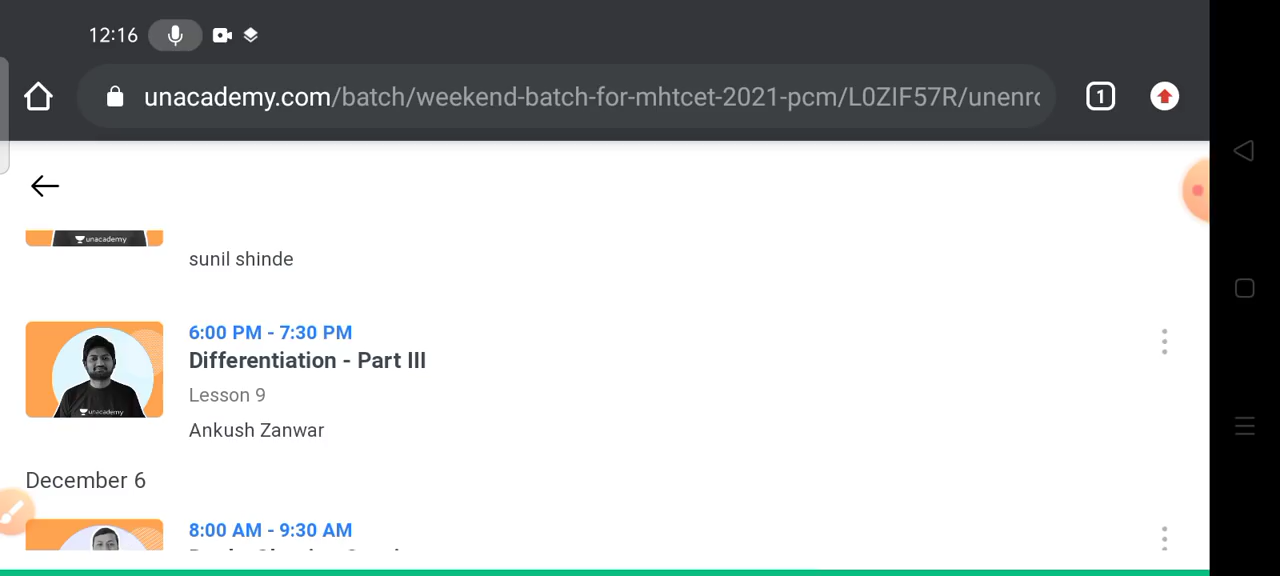 12:16
unacademy.com/batch/weekend-batch-for-mhtcet-2021-pcm/L0ZIF57R/unenro
1
unacademy
sunil shinde
6:00 PM - 7:30 PM
Differentiation - Part III
Lesson 9
unacademy
Ankush Zanwar
December 6
8:00 AM - 9:30 AM